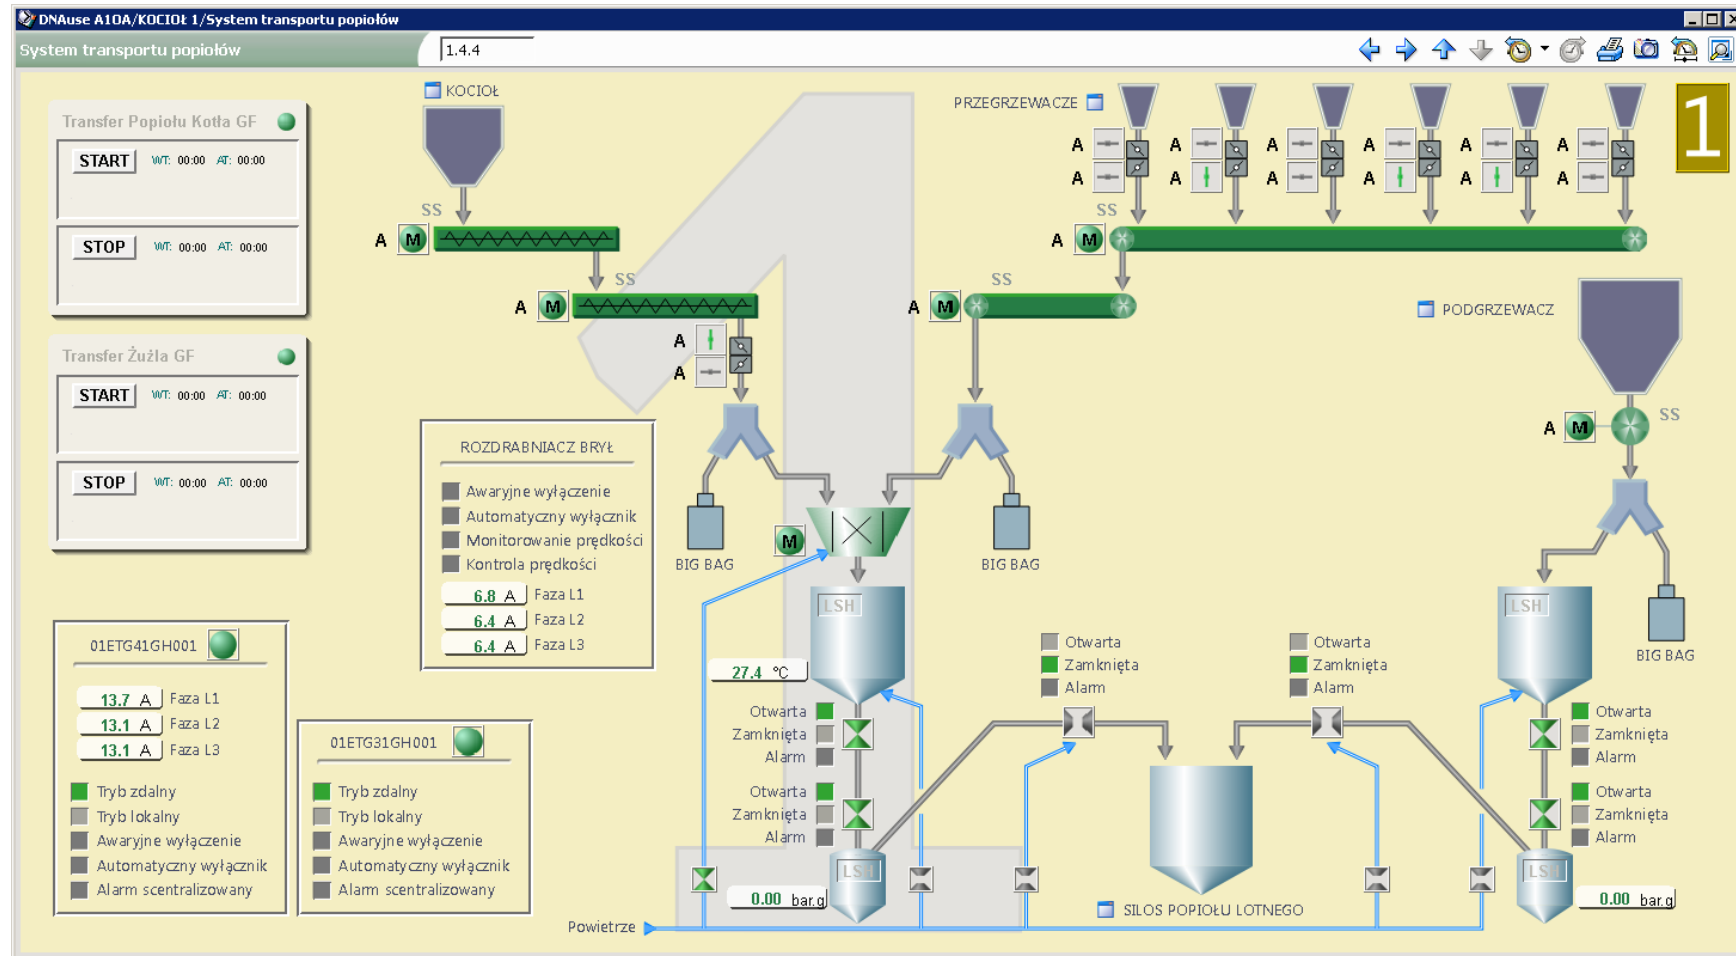 DNAuse A10A/KOCIOŁ 1/System transportu popiołów
System transportu popiołów
1.4.4
KOCIOŁ
PRZEGRZEWACZE
1
Transfer Popiołu Kotła GF
START WT: 00:00 AT: 00:00
STOP WT: 00:00 AT: 00:00
A A A A A A
A A A A A A
SS
A M
SS
A M
SS
A M
SS
A M
A
A
PODGRZEWACZ
SS
A M
Transfer Żużla GF
START WT: 00:00 AT: 00:00
STOP WT: 00:00 AT: 00:00
ROZDRABNIACZ BRYŁ
Awaryjne wyłączenie
Automatyczny wyłącznik
Monitorowanie prędkości
Kontrola prędkości
6.8 A Faza L1
6.4 A Faza L2
6.4 A Faza L3
M
BIG BAG
BIG BAG
BIG BAG
LSH
LSH
27.4 °C
01ETG41GH001
13.7 A Faza L1
13.1 A Faza L2
13.1 A Faza L3
Tryb zdalny
Tryb lokalny
Awaryjne wyłączenie
Automatyczny wyłącznik
Alarm scentralizowany
01ETG31GH001
Tryb zdalny
Tryb lokalny
Awaryjne wyłączenie
Automatyczny wyłącznik
Alarm scentralizowany
Otwarta
Zamknięta
Alarm
Otwarta
Zamknięta
Alarm
Otwarta
Zamknięta
Alarm
Otwarta
Zamknięta
Alarm
Otwarta
Zamknięta
Alarm
Otwarta
Zamknięta
Alarm
LSH
LSH
0.00 bar.g
0.00 bar.g
SILOS POPIOŁU LOTNEGO
Powietrze
1